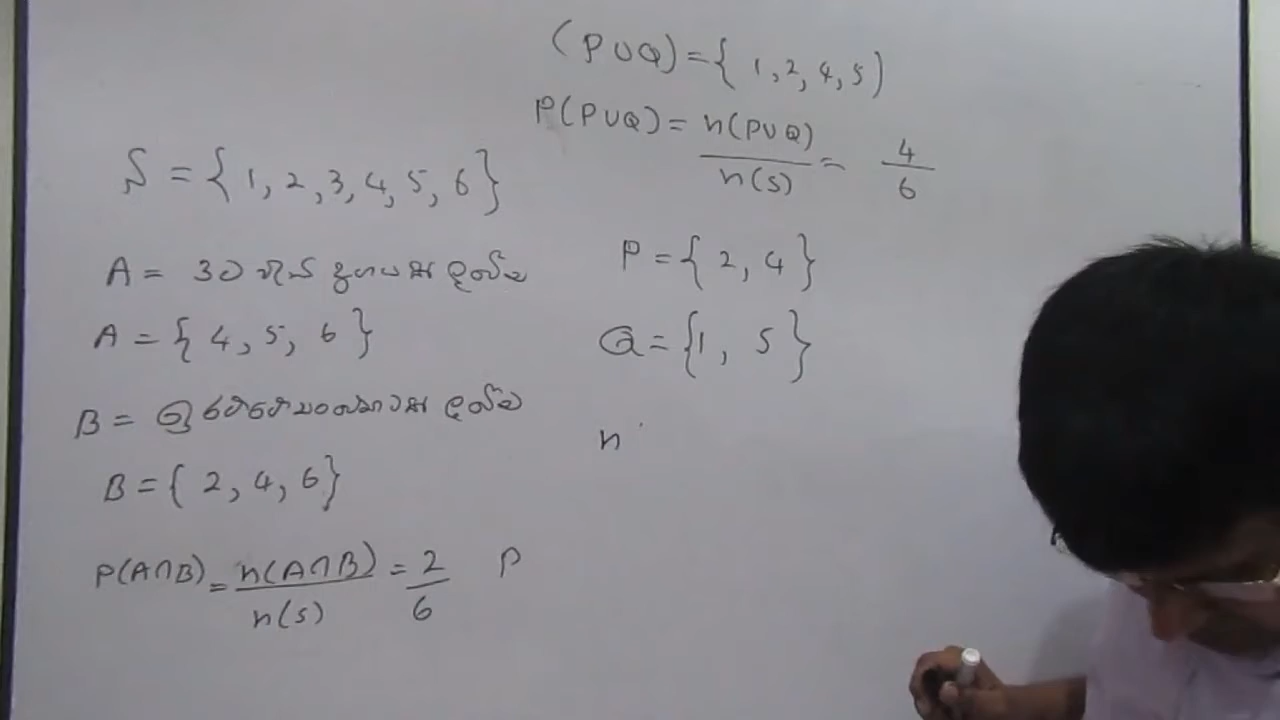 S = {1, 2, 3, 4, 5, 6}
A = 30
A = {4, 5, 6}
B =
B = {2, 4, 6}
P(A∩B) = n(A∩B) / n(s) = 2/6 P
(P∪Q) = {1, 2, 4, 5)
P(P∪Q) = n(P∪Q) / n(s) = 4/6
P = {2, 4}
Q = {1, 5}
n